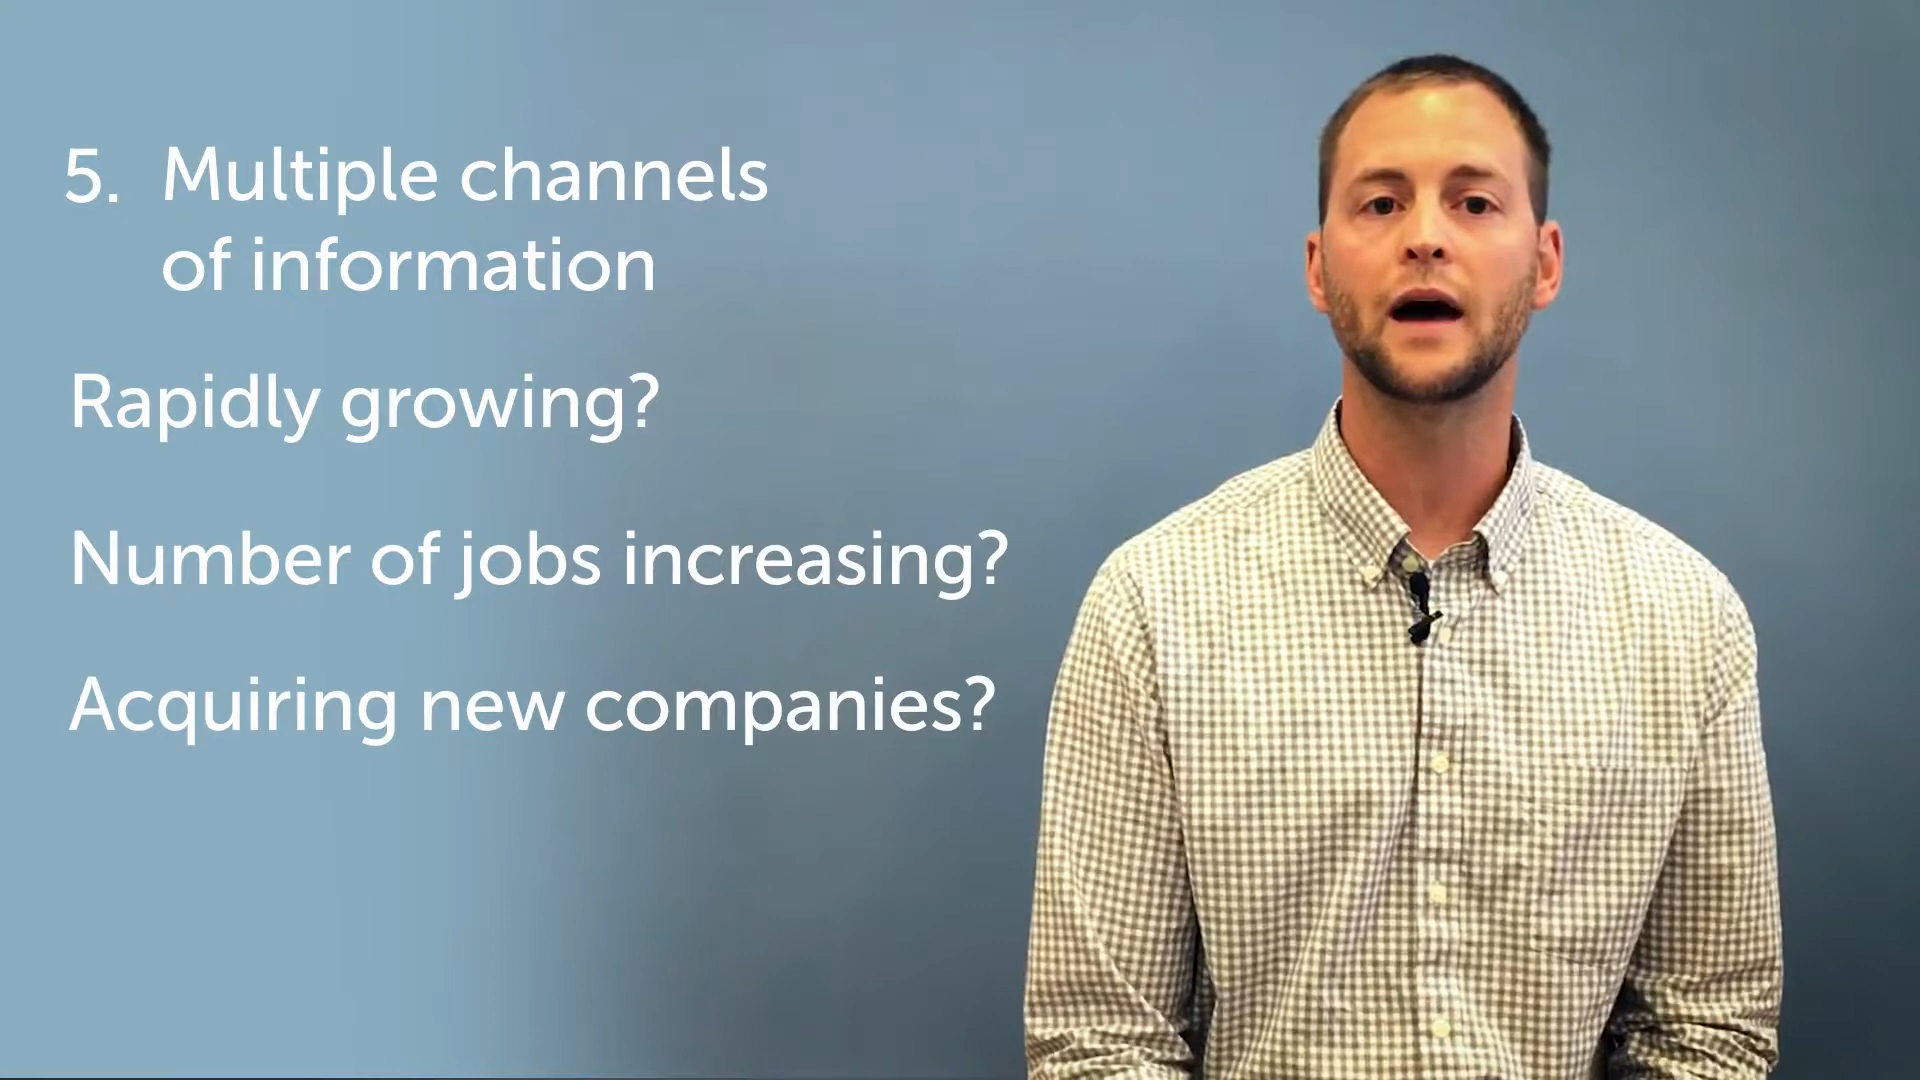 5. Multiple channels
of information
Rapidly growing?
Number of jobs increasing?
Acquiring new companies?